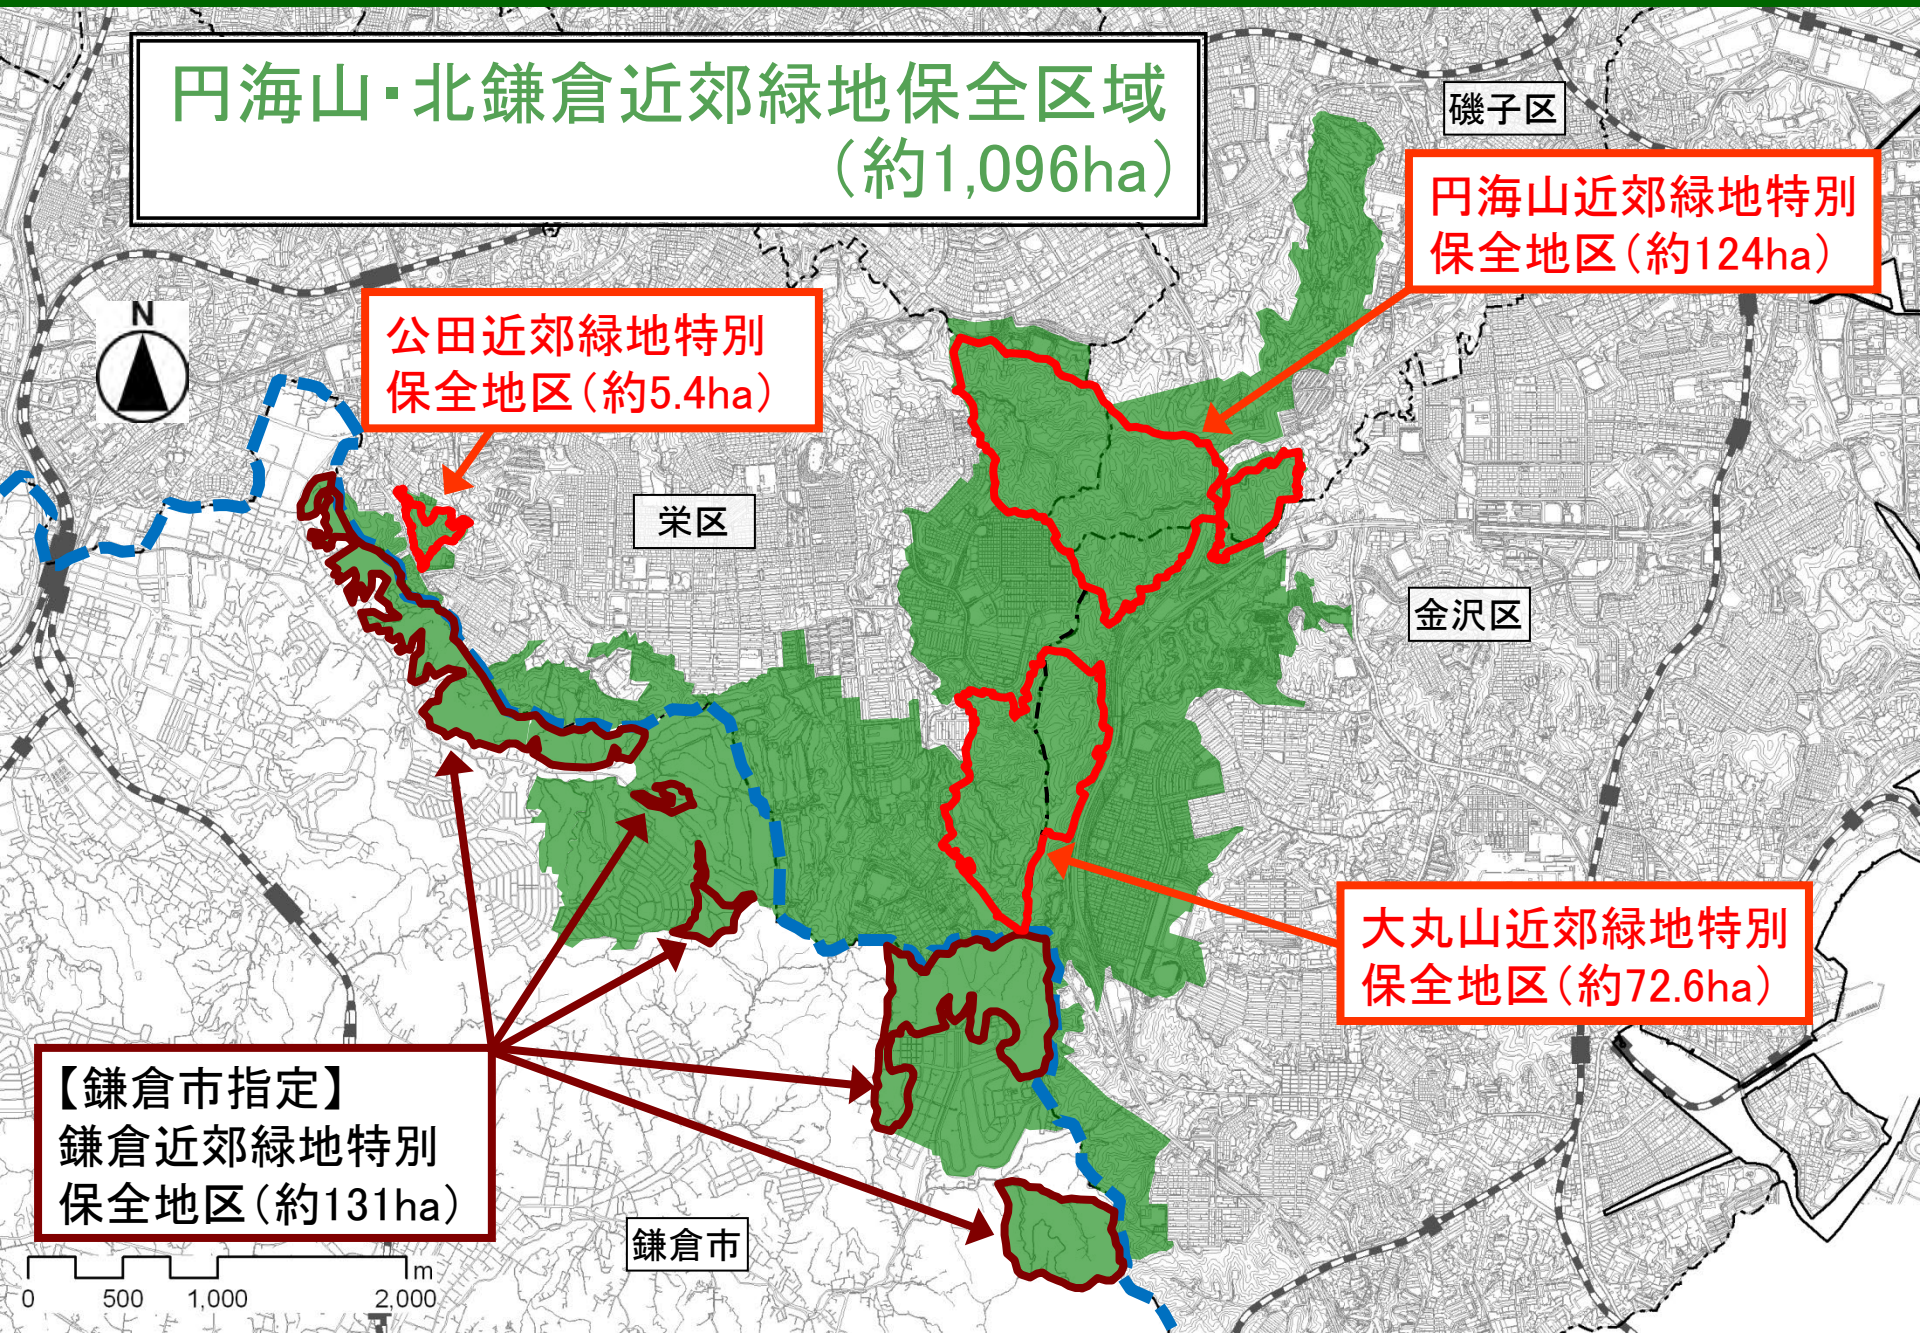 円海山・北鎌倉近郊緑地保全区域
（約1,096ha）
磯子区
円海山近郊緑地特別
保全地区（約124ha）
N
公田近郊緑地特別
保全地区（約5.4ha）
栄区
金沢区
大丸山近郊緑地特別
保全地区（約72.6ha）
【鎌倉市指定】
鎌倉近郊緑地特別
保全地区（約131ha）
鎌倉市
m
0 500 1,000 2,000